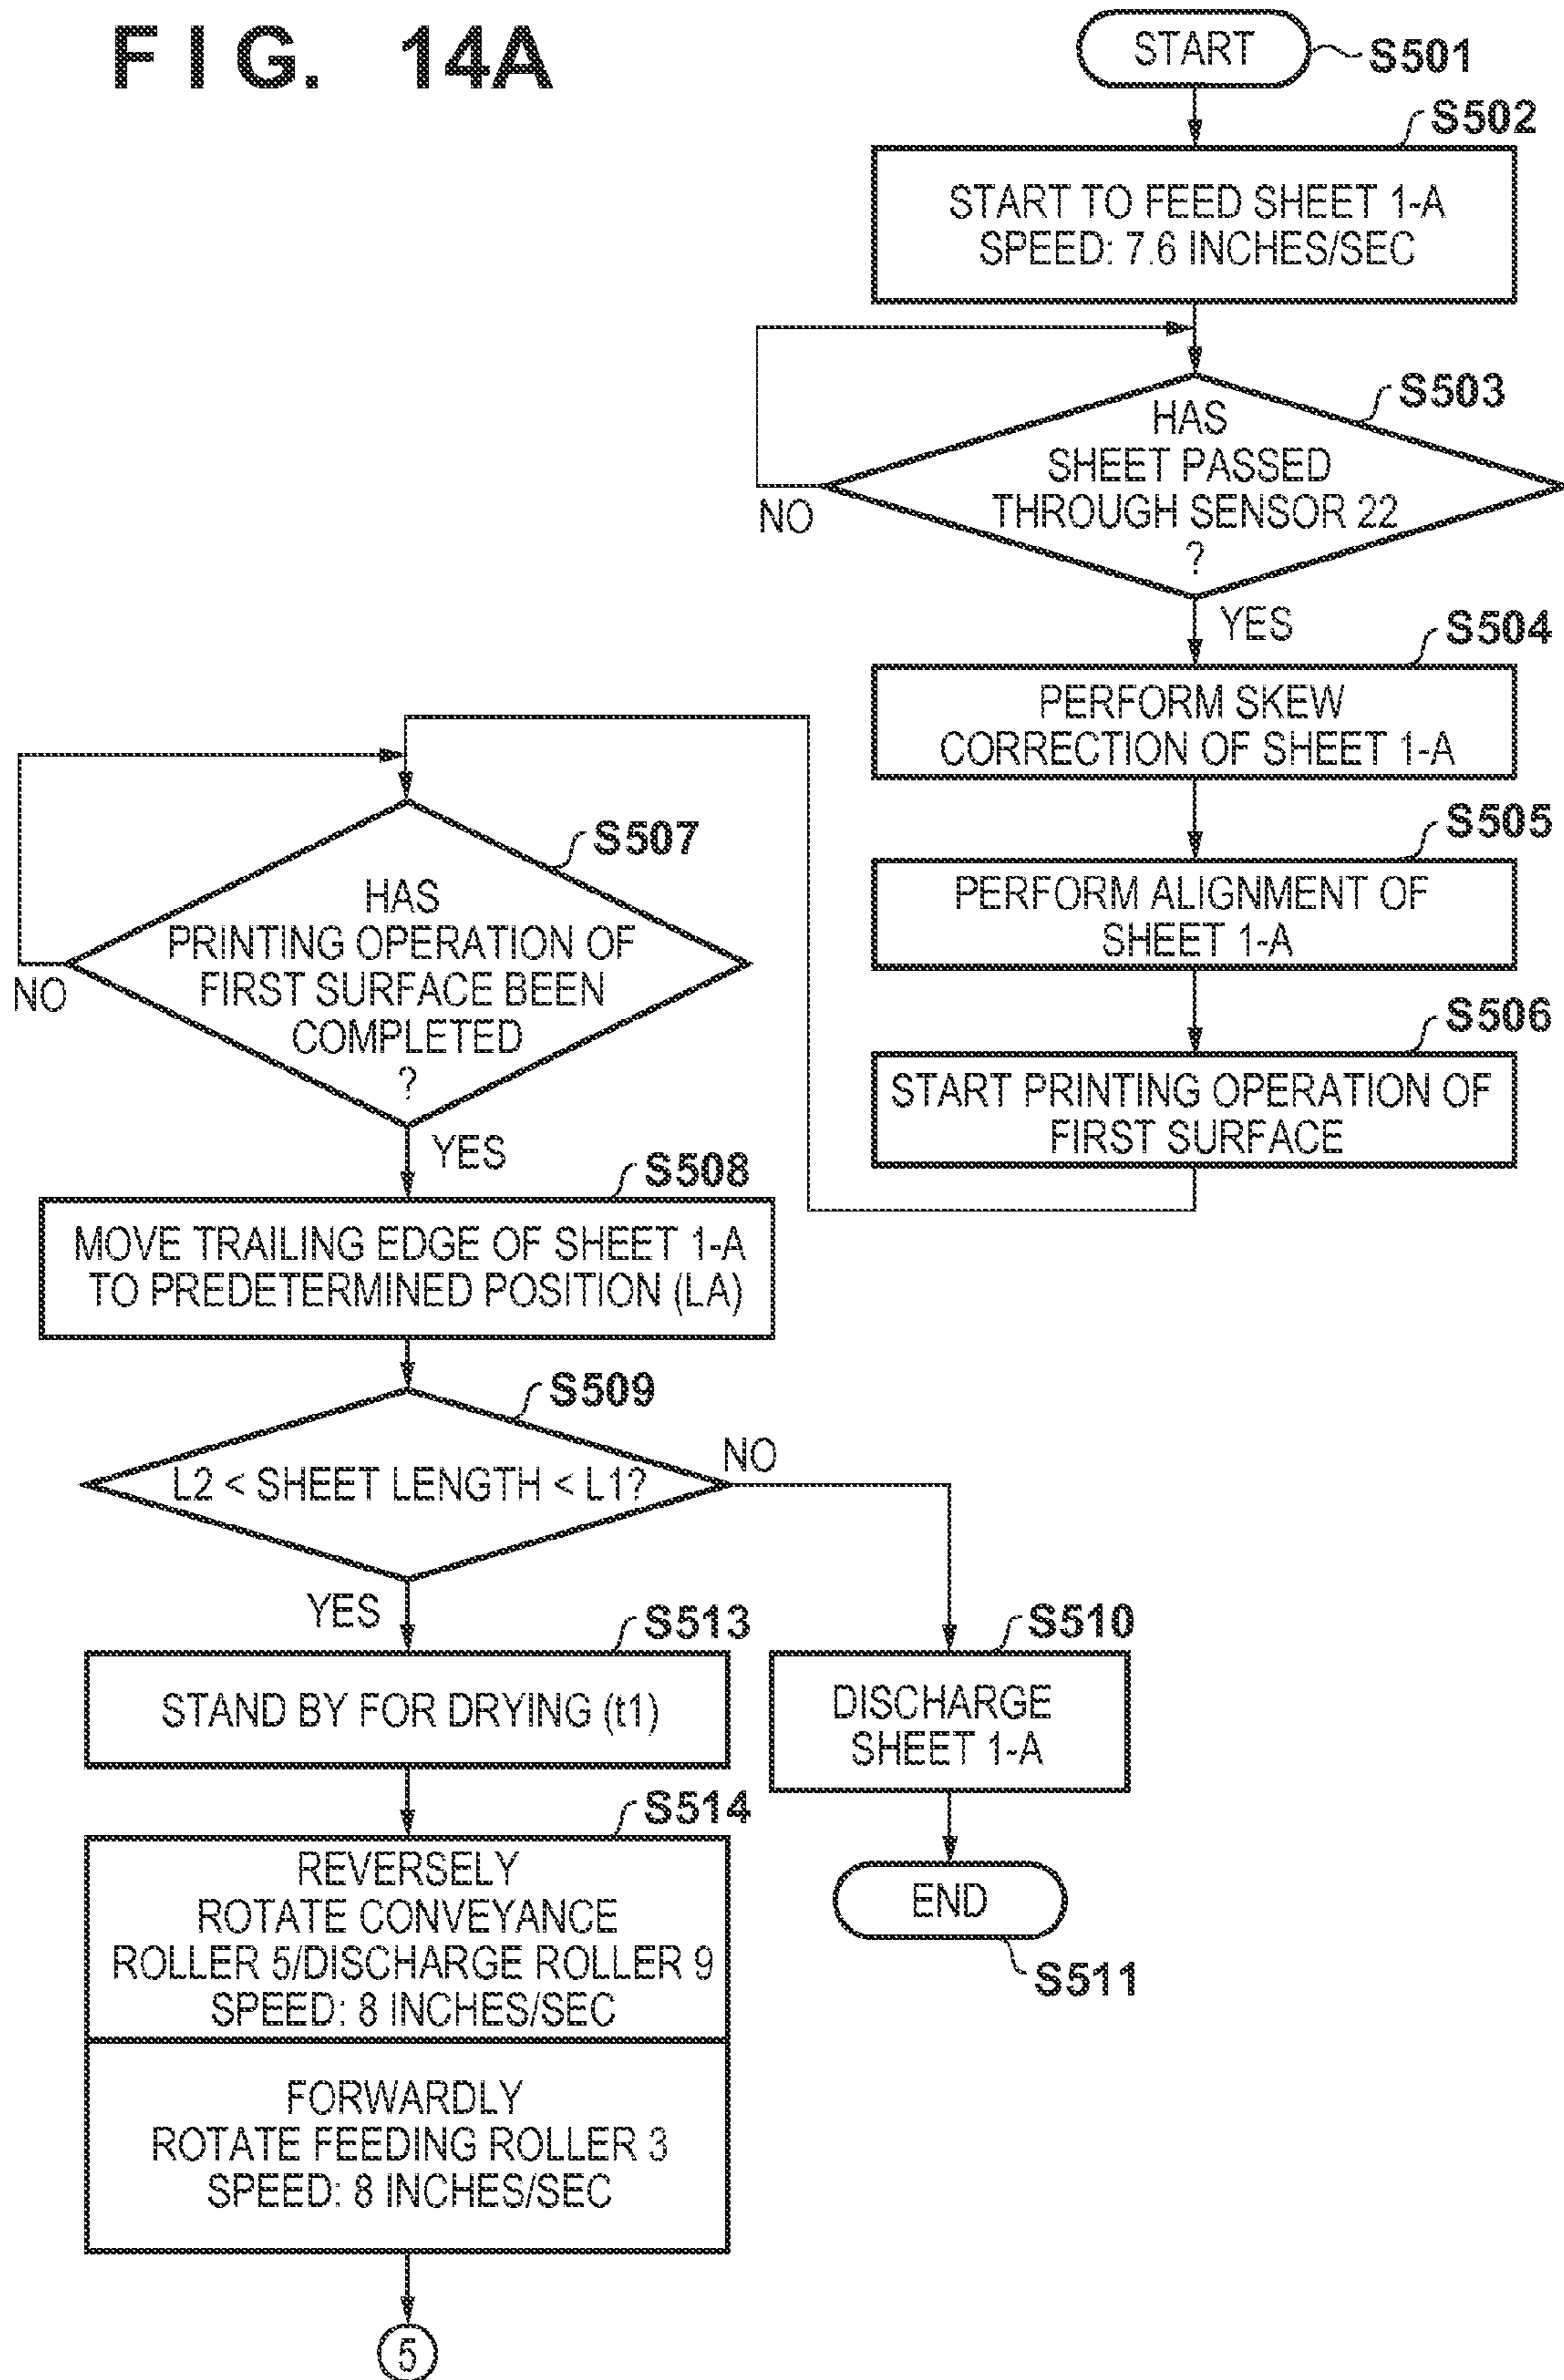 FIG. 14A
START
S501
S502
START TO FEED SHEET 1-A
SPEED: 7.6 INCHES/SEC
S503
HAS
SHEET PASSED
THROUGH SENSOR 22
?
NO
YES
S504
PERFORM SKEW
CORRECTION OF SHEET 1-A
S505
PERFORM ALIGNMENT OF
SHEET 1-A
S506
START PRINTING OPERATION OF
FIRST SURFACE
S507
HAS
PRINTING OPERATION OF
FIRST SURFACE BEEN
COMPLETED
?
NO
YES
S508
MOVE TRAILING EDGE OF SHEET 1-A
TO PREDETERMINED POSITION (LA)
S509
L2 < SHEET LENGTH < L1?
NO
YES
S510
DISCHARGE
SHEET 1-A
END
S511
S513
STAND BY FOR DRYING (t1)
S514
REVERSELY
ROTATE CONVEYANCE
ROLLER 5/DISCHARGE ROLLER 9
SPEED: 8 INCHES/SEC
FORWARDLY
ROTATE FEEDING ROLLER 3
SPEED: 8 INCHES/SEC
5